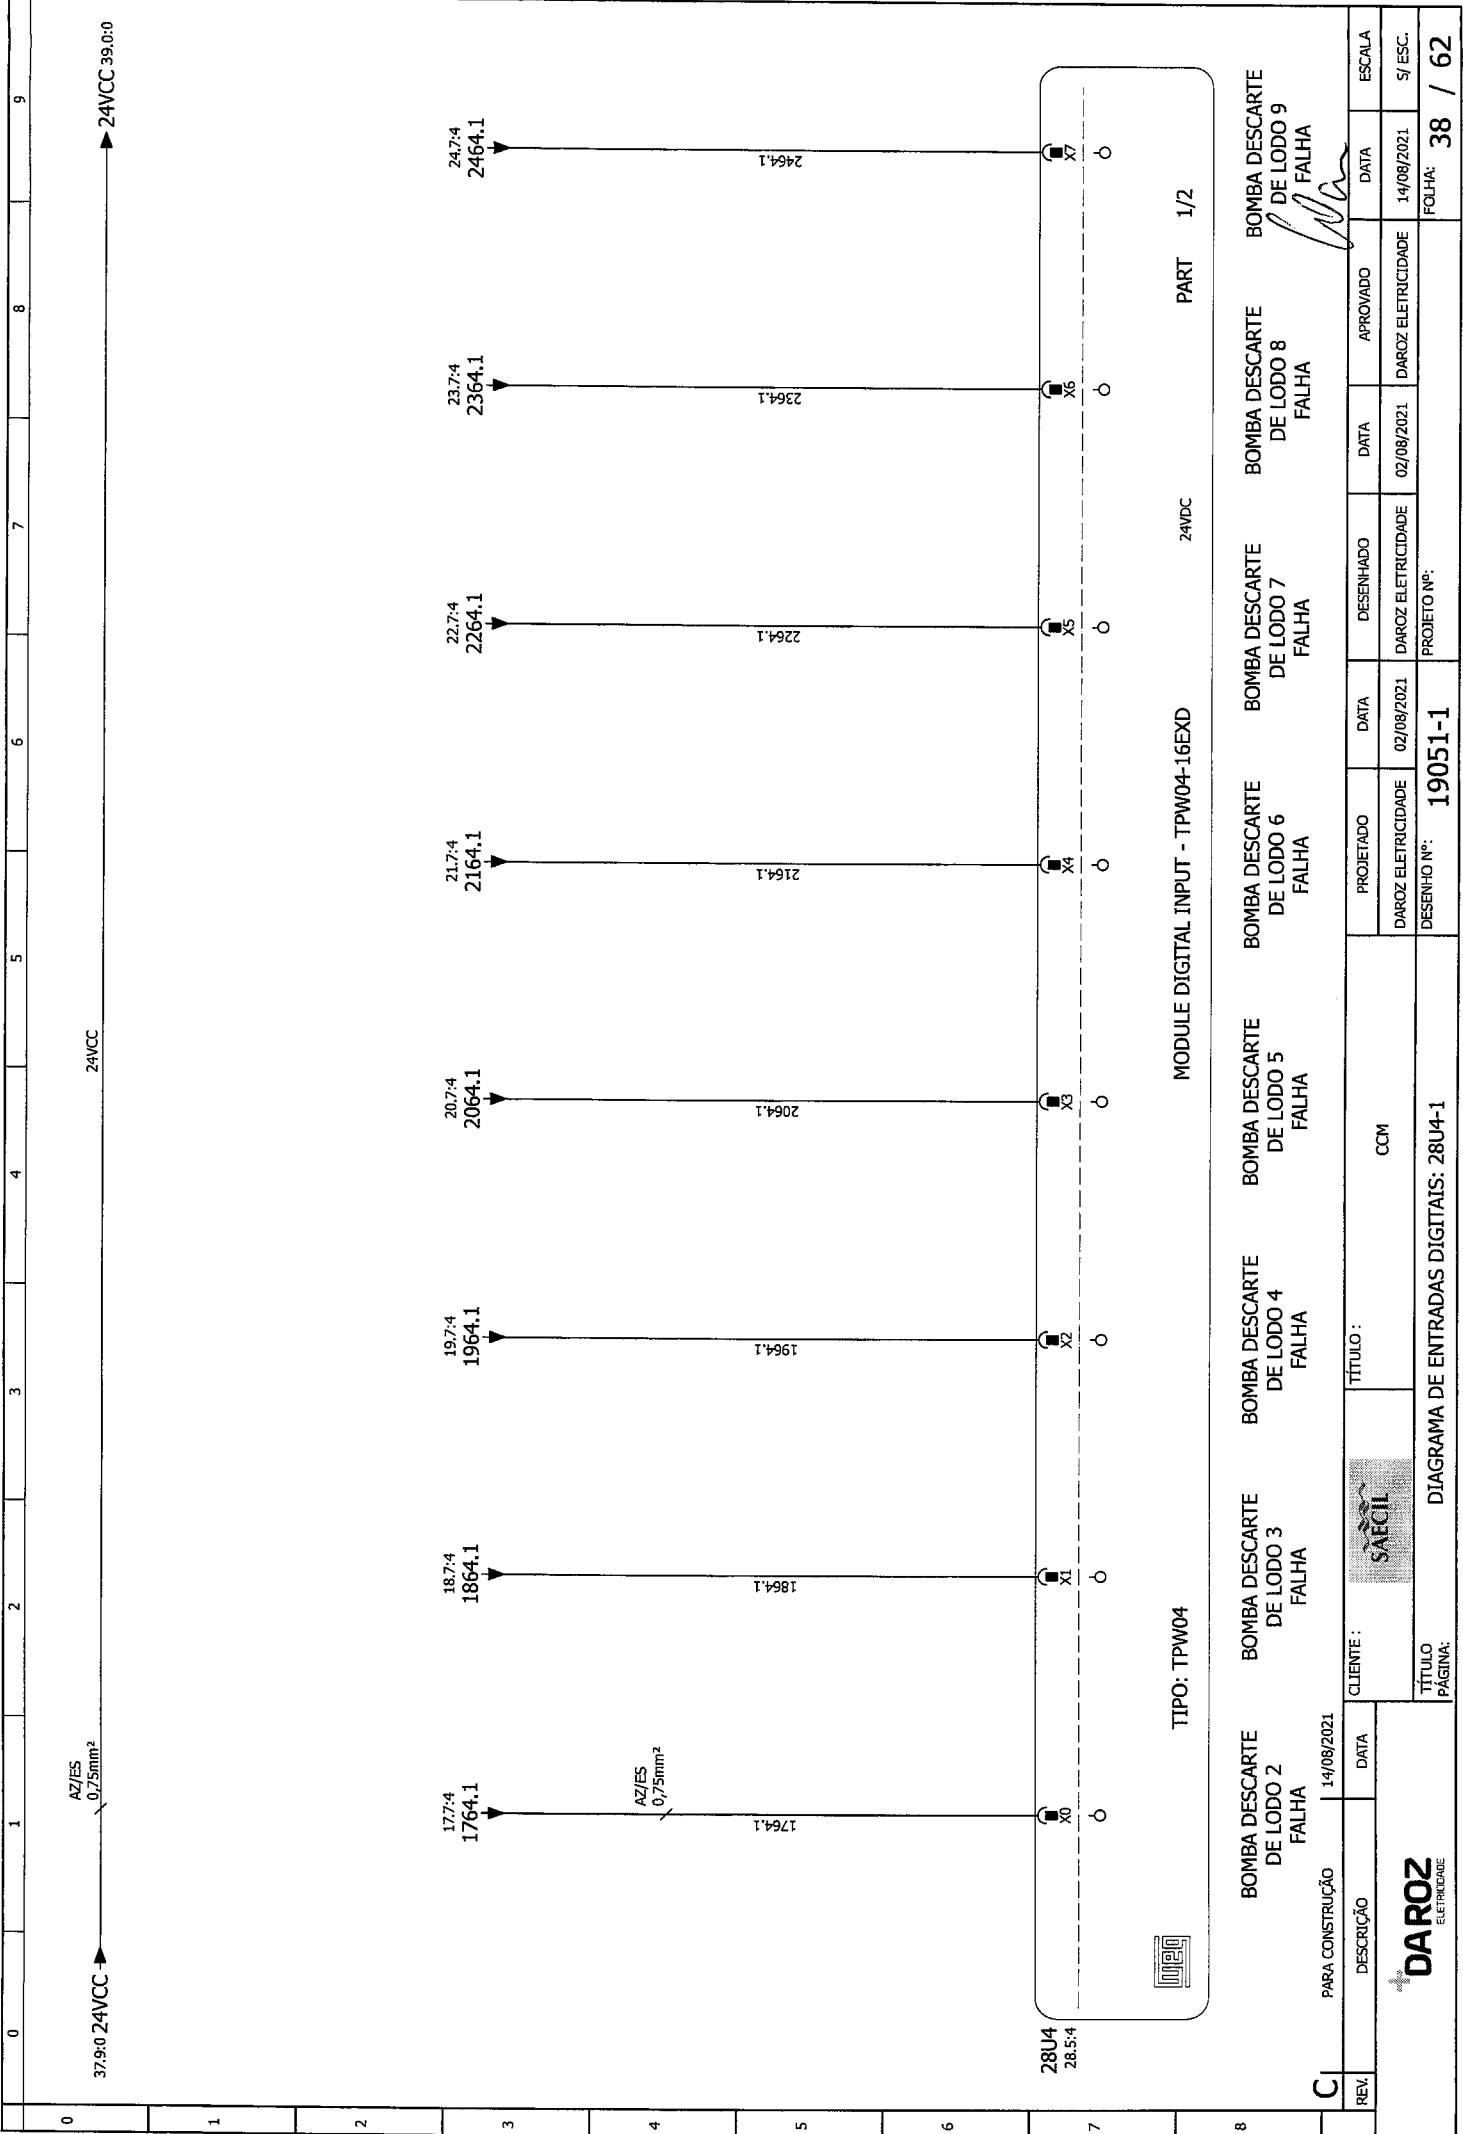 0 1 2 3 4 5 6 7 8 9
0
1
2
3
4
5
6
7
8
37.9:0 24VCC
AZ/ES
0,75mm²
24VCC
24VCC 39.0:0
17.7:4
1764.1
18.7:4
1864.1
19.7:4
1964.1
20.7:4
2064.1
21.7:4
2164.1
22.7:4
2264.1
23.7:4
2364.1
24.7:4
2464.1
AZ/ES
0,75mm²
1764.1
1864.1
1964.1
2064.1
2164.1
2264.1
2364.1
2464.1
28U4
28.5:4
X0
X1
X2
X3
X4
X5
X6
X7
weg
TIPO: TPW04
MODULE DIGITAL INPUT - TPW04-16EXD
24VDC
PART 1/2
BOMBA DESCARTE
DE LODO 2
FALHA
BOMBA DESCARTE
DE LODO 3
FALHA
BOMBA DESCARTE
DE LODO 4
FALHA
BOMBA DESCARTE
DE LODO 5
FALHA
BOMBA DESCARTE
DE LODO 6
FALHA
BOMBA DESCARTE
DE LODO 7
FALHA
BOMBA DESCARTE
DE LODO 8
FALHA
BOMBA DESCARTE
DE LODO 9
FALHA
C PARA CONSTRUÇÃO 14/08/2021
REV. DESCRIÇÃO DATA
DAROZ
ELETRICIDADE
CLIENTE :
SAECIL
TÍTULO :
CCM
TÍTULO
PÁGINA:
DIAGRAMA DE ENTRADAS DIGITAIS: 28U4-1
PROJETADO DATA DESENHADO DATA APROVADO DATA ESCALA
DAROZ ELETRICIDADE 02/08/2021 DAROZ ELETRICIDADE 02/08/2021 DAROZ ELETRICIDADE 14/08/2021 S/ ESC.
DESENHO Nº: 19051-1
PROJETO Nº:
FOLHA: 38 / 62